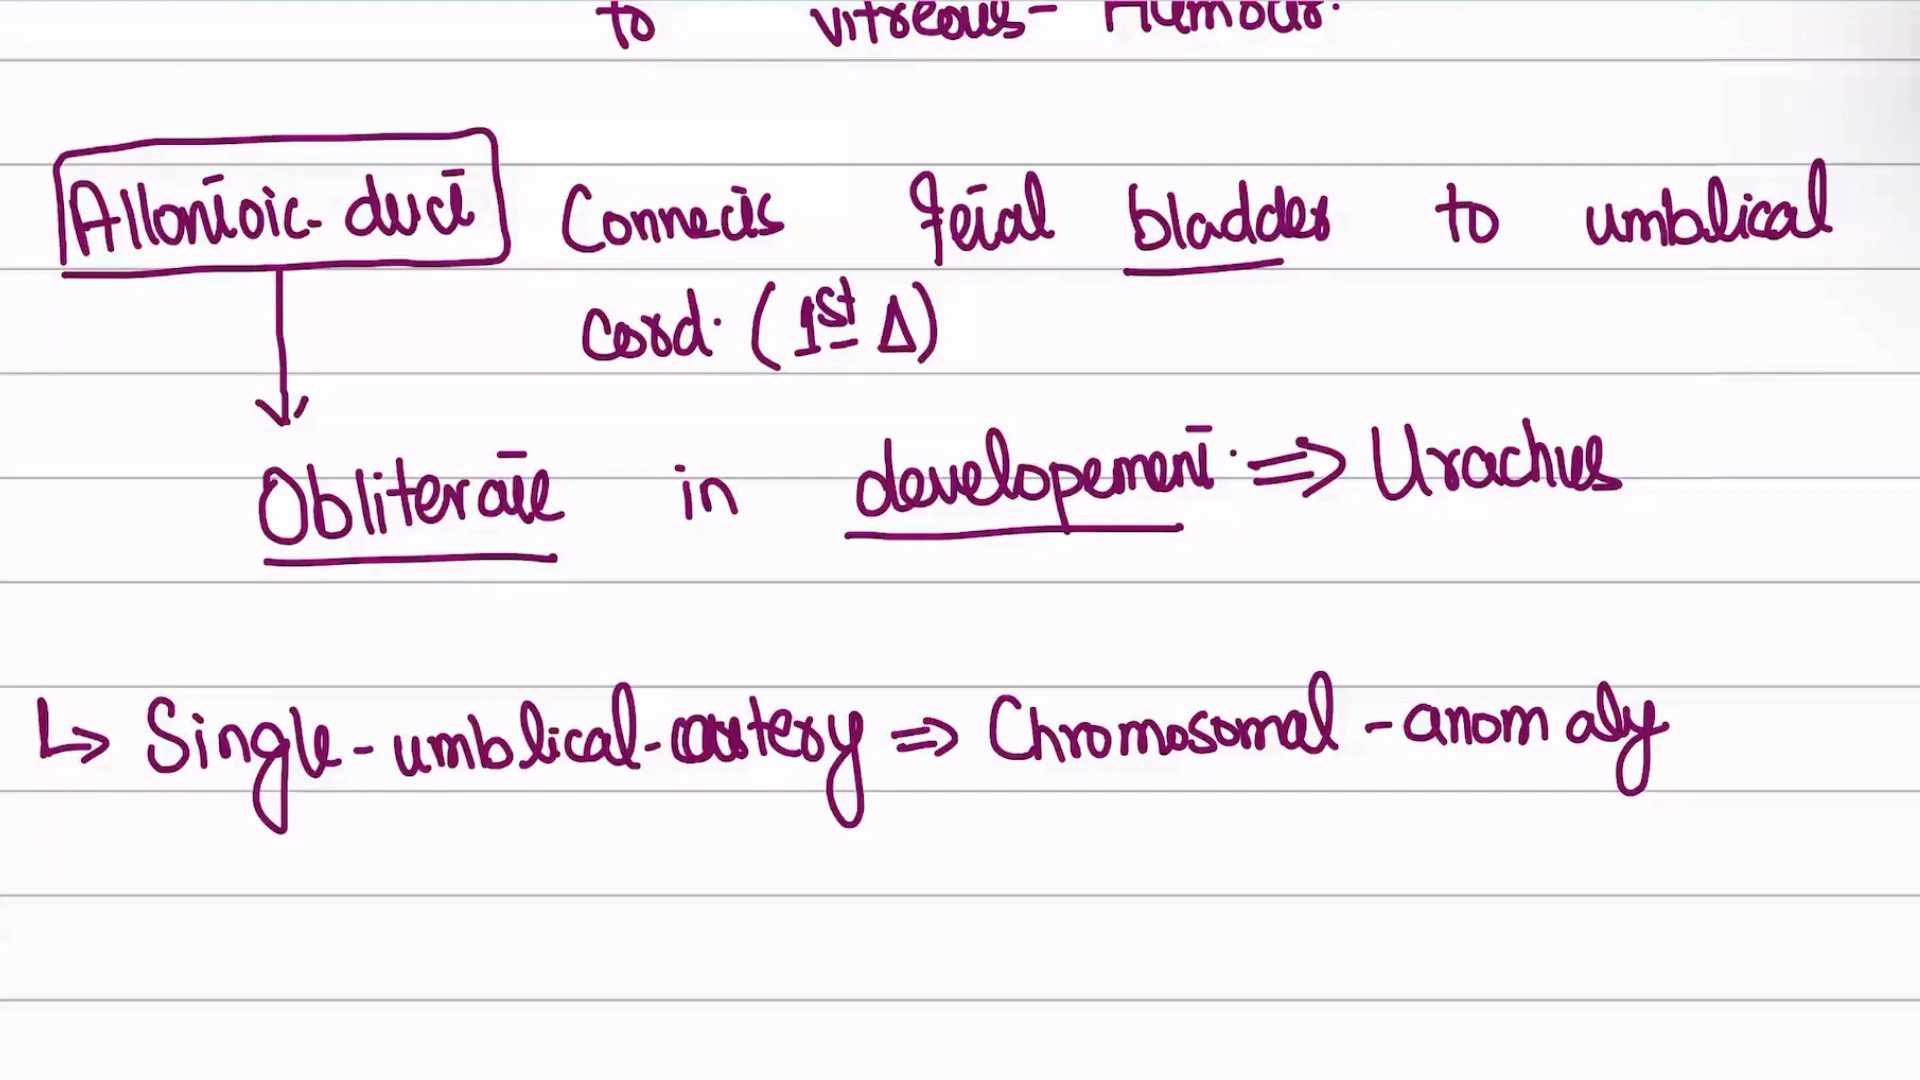 to vitreous- Humour.
Allontoic- duct Connects fetal bladder to umblical
Cord. (1st Δ)
Obliterate in developement. ⇒ Urachus
↳ Single-umblical-artery ⇒ Chromosomal -anomaly